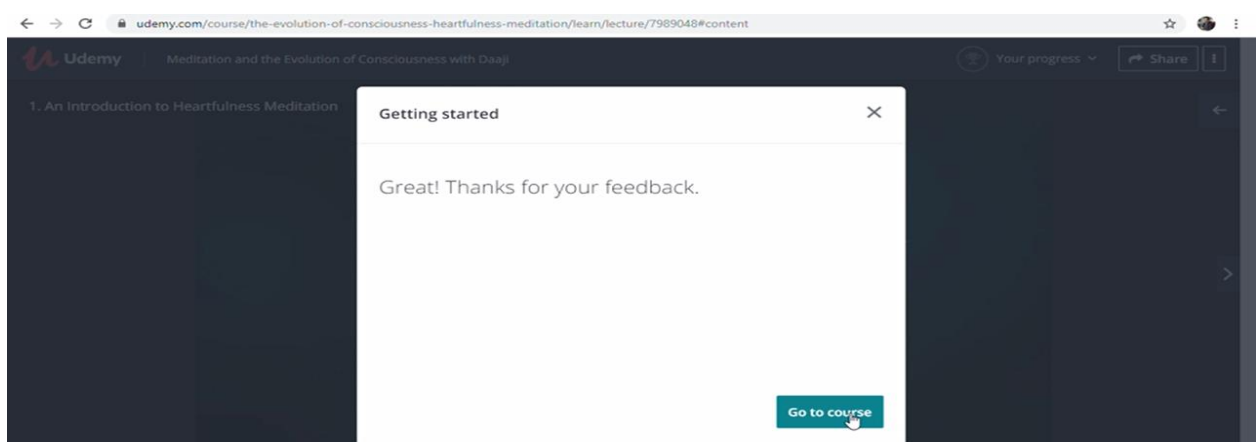 udemy.com/course/the-evolution-of-consciousness-heartfulness-meditation/learn/lecture/7989048#content
Udemy Meditation and the Evolution of Consciousness with Daaji Your progress Share
1. An Introduction to Heartfulness Meditation
Getting started
Great! Thanks for your feedback.
Go to course